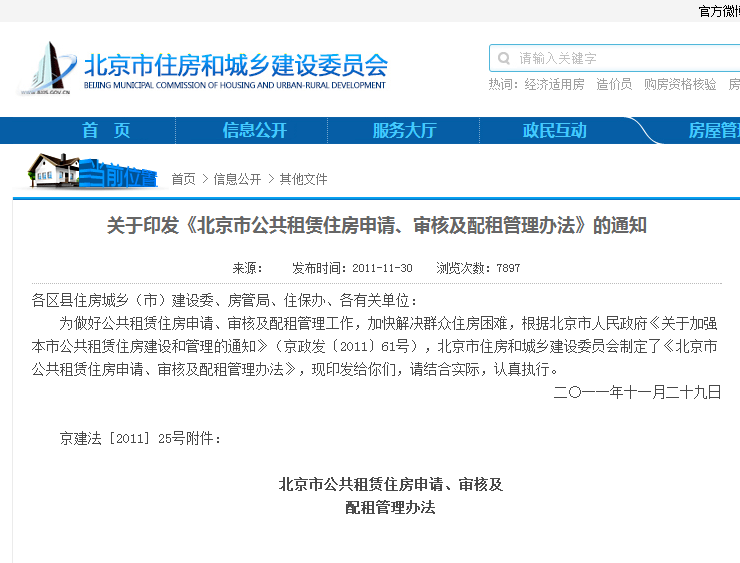 官方微博
北京市住房和城乡建设委员会
BEIJING MUNICIPAL COMMISSION OF HOUSING AND URBAN-RURAL DEVELOPMENT
请输入关键字
热词：经济适用房 造价员 购房资格核验 房
首 页 信息公开 服务大厅 政民互动 房屋管
当前位置 首页 > 信息公开 > 其他文件
关于印发《北京市公共租赁住房申请、审核及配租管理办法》的通知
来源： 发布时间：2011-11-30 浏览次数：7897
各区县住房城乡（市）建设委、房管局、住保办、各有关单位：
为做好公共租赁住房申请、审核及配租管理工作，加快解决群众住房困难，根据北京市人民政府《关于加强
本市公共租赁住房建设和管理的通知》（京政发〔2011〕61号），北京市住房和城乡建设委员会制定了《北京市
公共租赁住房申请、审核及配租管理办法》，现印发给你们，请结合实际，认真执行。
二〇一一年十一月二十九日
京建法［2011］25号附件：
北京市公共租赁住房申请、审核及
配租管理办法